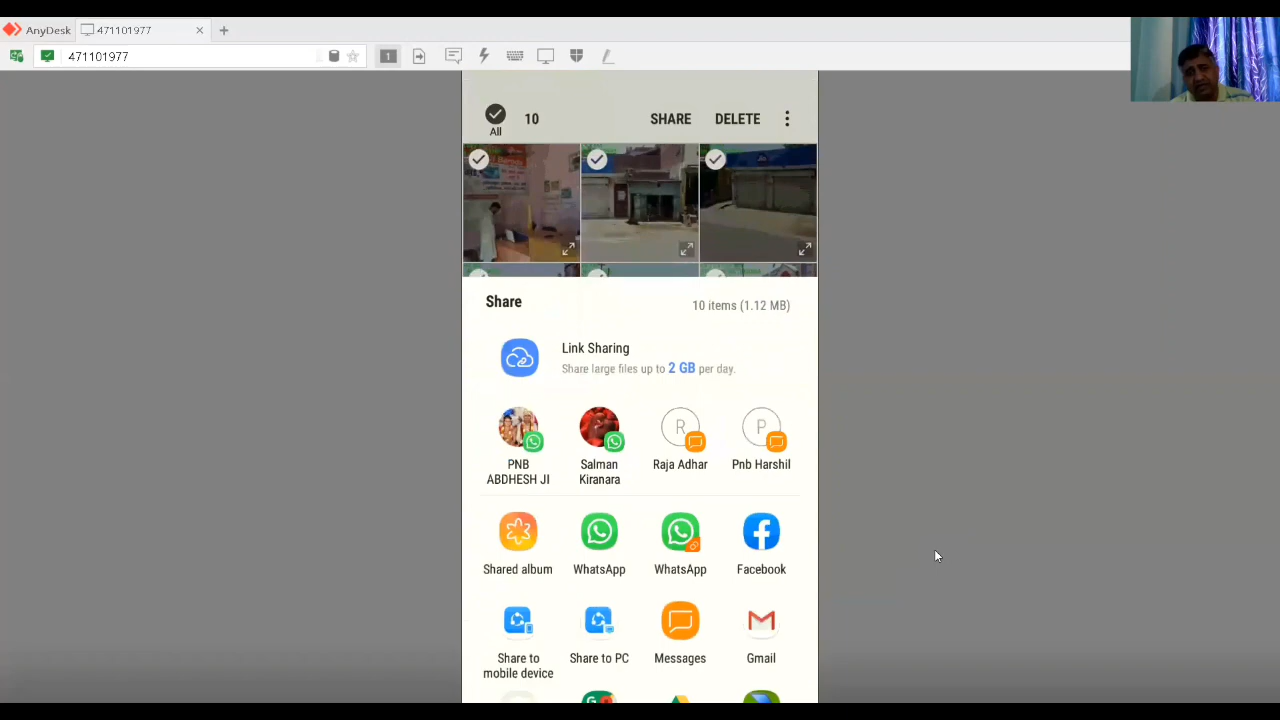 AnyDesk
471101977
471101977
1
All
10
SHARE
DELETE
Share
10 items (1.12 MB)
Link Sharing
Share large files up to 2 GB per day.
PNB
ABDHESH JI
Salman
Kiranara
R
Raja Adhar
P
Pnb Harshil
Shared album
WhatsApp
WhatsApp
Facebook
Share to
mobile device
Share to PC
Messages
Gmail